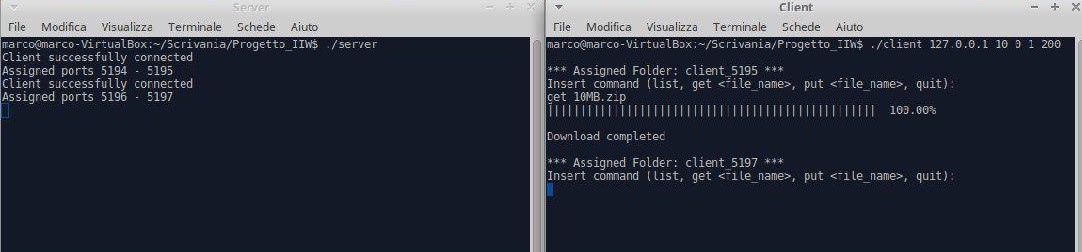 Server
File Modifica Visualizza Terminale Schede Aiuto
marco@marco-VirtualBox:~/Scrivania/Progetto_IIW$ ./server
Client successfully connected
Assigned ports 5194 - 5195
Client successfully connected
Assigned ports 5196 - 5197
Client
File Modifica Visualizza Terminale Schede Aiuto
marco@marco-VirtualBox:~/Scrivania/Progetto_IIW$ ./client 127.0.0.1 10 0 1 200
*** Assigned Folder: client_5195 ***
Insert command (list, get <file_name>, put <file_name>, quit):
get 10MB.zip
|||||||||||||||||||||||||||||||||||||||||||||||||| 100.00%
Download completed
*** Assigned Folder: client_5197 ***
Insert command (list, get <file_name>, put <file_name>, quit):